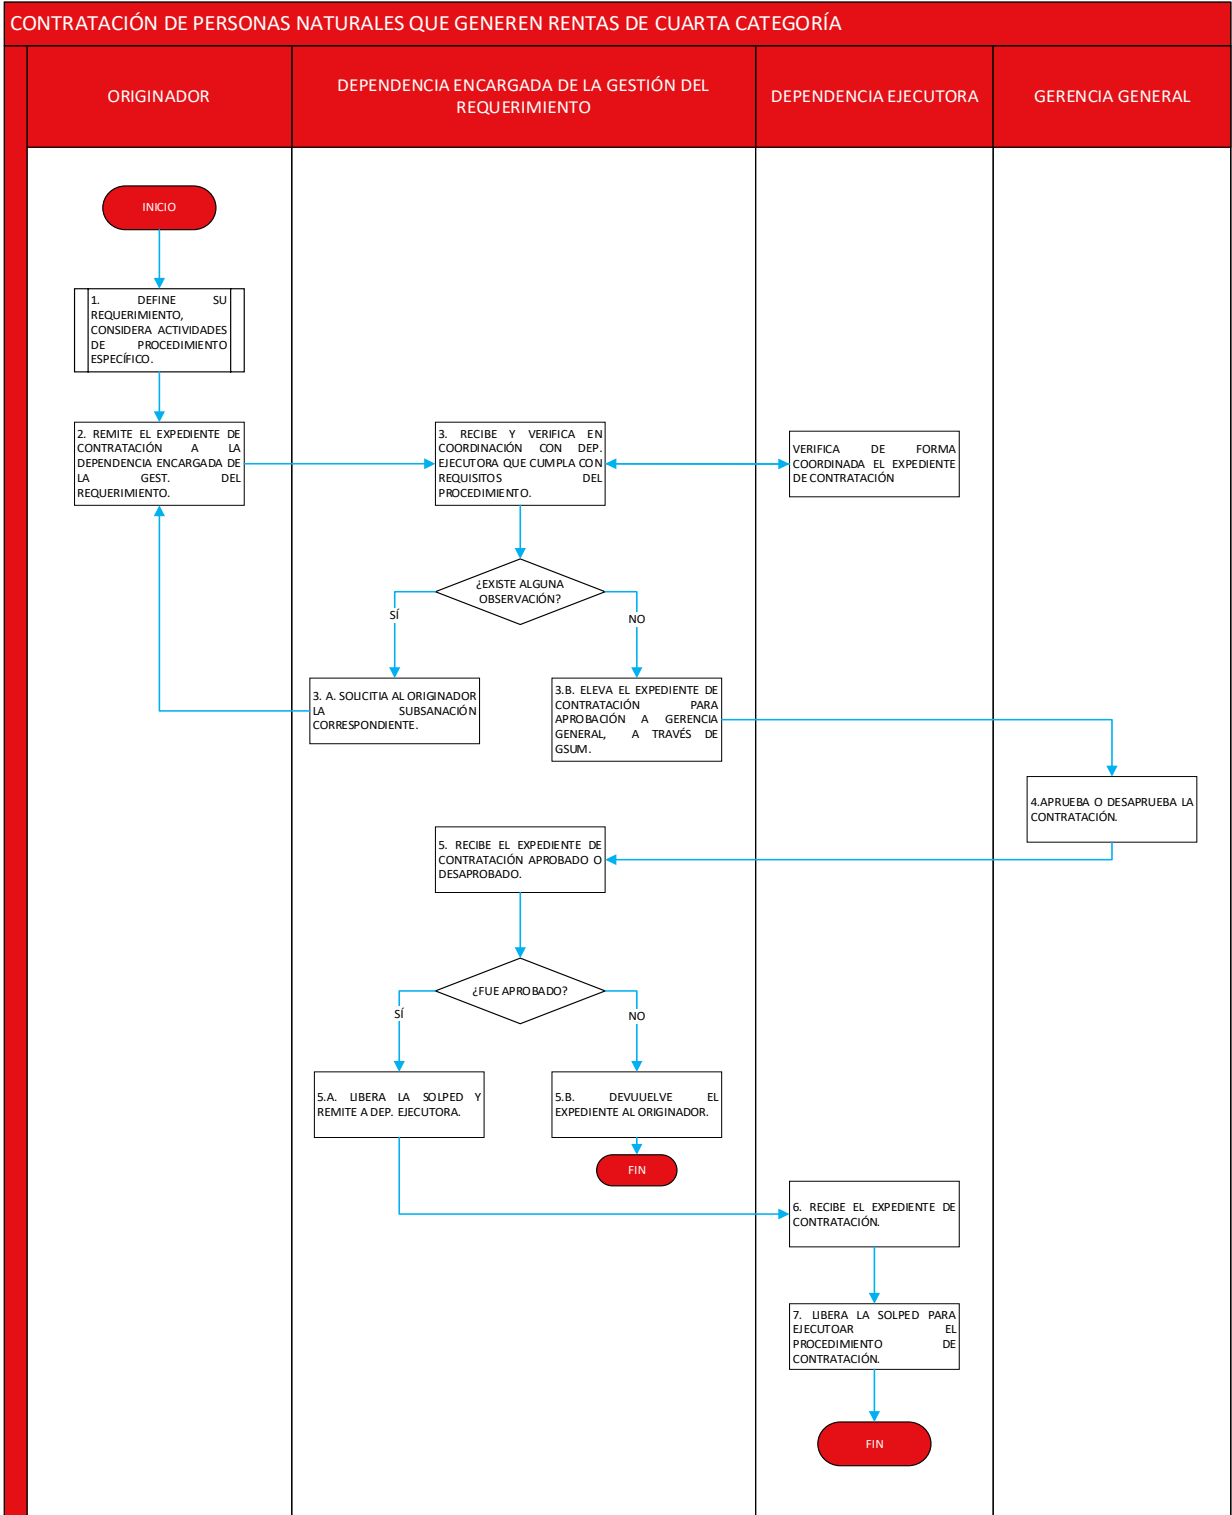 CONTRATACIÓN DE PERSONAS NATURALES QUE GENEREN RENTAS DE CUARTA CATEGORÍA
ORIGINADOR
DEPENDENCIA ENCARGADA DE LA GESTIÓN DEL
REQUERIMIENTO
DEPENDENCIA EJECUTORA
GERENCIA GENERAL
INICIO
1. DEFINE SU
REQUERIMIENTO,
CONSIDERA ACTIVIDADES
DE PROCEDIMIENTO
ESPECÍFICO.
2. REMITE EL EXPEDIENTE DE
CONTRATACIÓN A LA
DEPENDENCIA ENCARGADA DE
LA GEST. DEL
REQUERIMIENTO.
3. RECIBE Y VERIFICA EN
COORDINACIÓN CON DEP.
EJECUTORA QUE CUMPLA CON
REQUISITOS DEL
PROCEDIMIENTO.
VERIFICA DE FORMA
COORDINADA EL EXPEDIENTE
DE CONTRATACIÓN
¿EXISTE ALGUNA
OBSERVACIÓN?
SÍ
NO
3. A. SOLICITIA AL ORIGINADOR
LA SUBSANACIÓN
CORRESPONDIENTE.
3.B. ELEVA EL EXPEDIENTE DE
CONTRATACIÓN PARA
APROBACIÓN A GERENCIA
GENERAL, A TRAVÉS DE
GSUM.
4.APRUEBA O DESAPRUEBA LA
CONTRATACIÓN.
5. RECIBE EL EXPEDIENTE DE
CONTRATACIÓN APROBADO O
DESAPROBADO.
¿FUE APROBADO?
SÍ
NO
5.A. LIBERA LA SOLPED Y
REMITE A DEP. EJECUTORA.
5.B. DEVUUELVE EL
EXPEDIENTE AL ORIGINADOR.
FIN
6. RECIBE EL EXPEDIENTE DE
CONTRATACIÓN.
7. LIBERA LA SOLPED PARA
EJECUTOAR EL
PROCEDIMIENTO DE
CONTRATACIÓN.
FIN